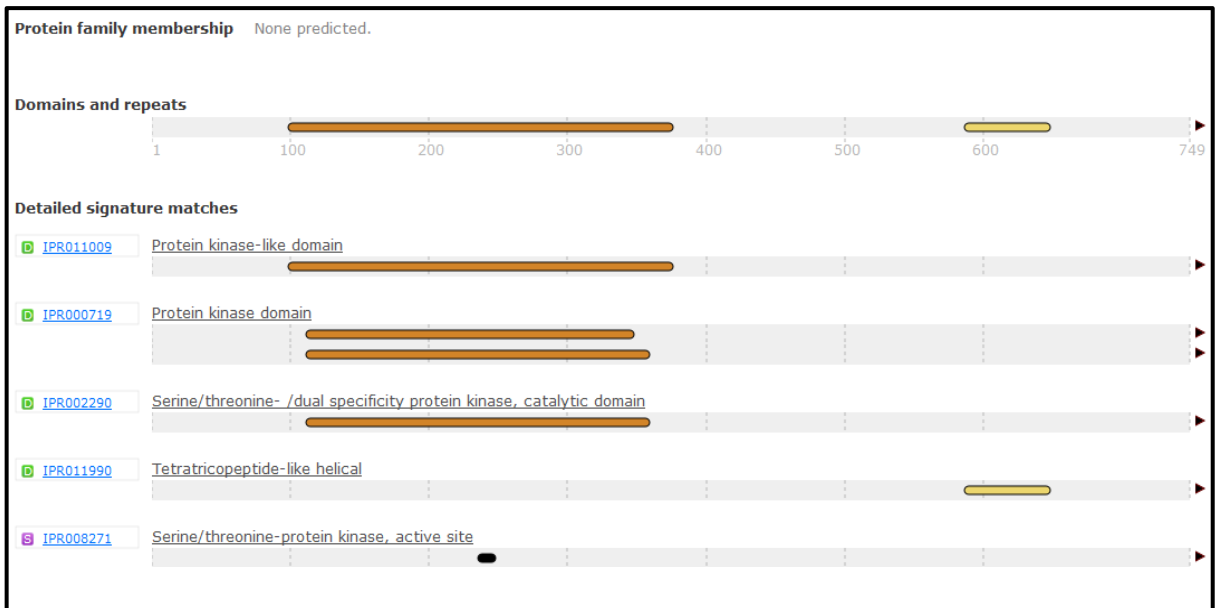 Protein family membership None predicted.
Domains and repeats
1 100 200 300 400 500 600 749
Detailed signature matches
D IPR011009 Protein kinase-like domain
D IPR000719 Protein kinase domain
D IPR002290 Serine/threonine- /dual specificity protein kinase, catalytic domain
D IPR011990 Tetratricopeptide-like helical
S IPR008271 Serine/threonine-protein kinase, active site